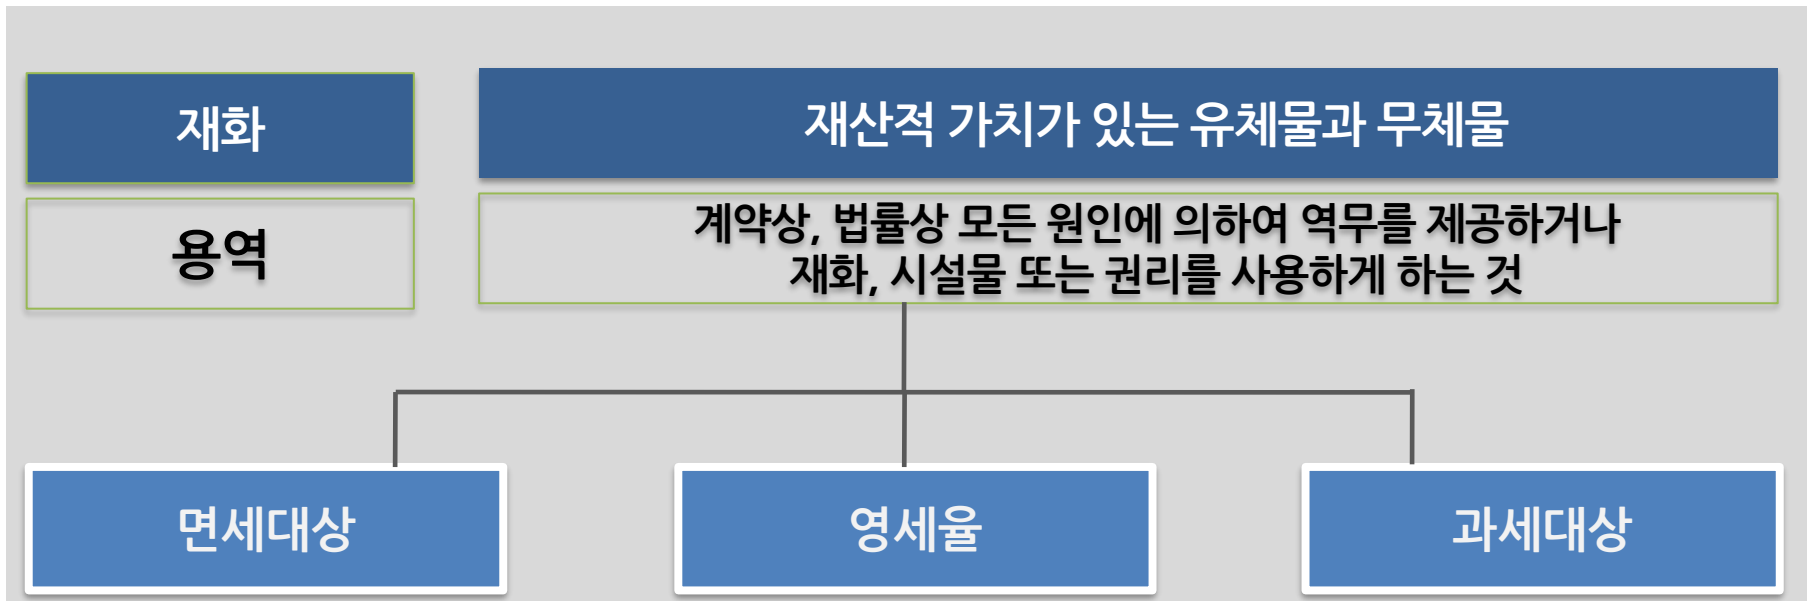 재화
재산적 가치가 있는 유체물과 무체물
용역
계약상, 법률상 모든 원인에 의하여 역무를 제공하거나
재화, 시설물 또는 권리를 사용하게 하는 것
면세대상
영세율
과세대상